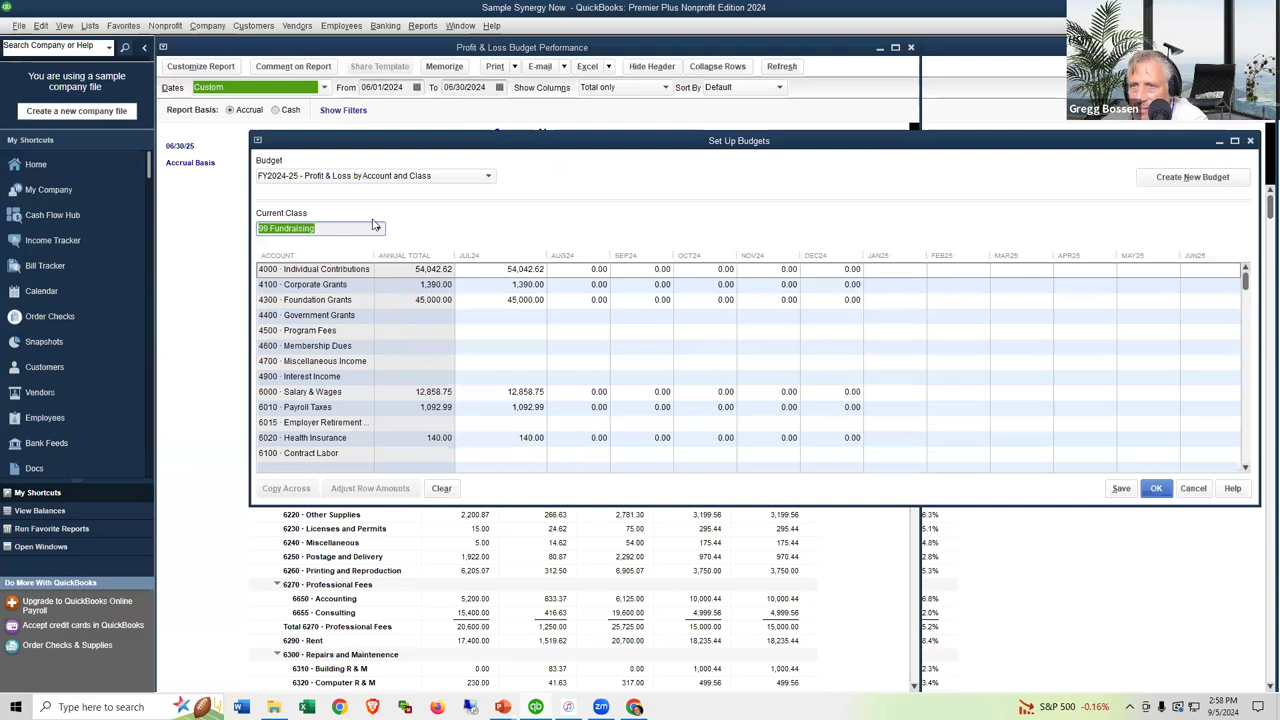 Sample Synergy Now - QuickBooks: Premier Plus Nonprofit Edition 2024
File Edit View Lists Favorites Nonprofit Company Customers Vendors Employees Banking Reports Window Help
Search Company or Help
Profit & Loss Budget Performance
You are using a sample company file
Create a new company file
My Shortcuts
Home
My Company
Cash Flow Hub
Income Tracker
Bill Tracker
Calendar
Order Checks
Snapshots
Customers
Vendors
Employees
Bank Feeds
Docs
My Shortcuts
View Balances
Run Favorite Reports
Open Windows
Do More With QuickBooks
Upgrade to QuickBooks Online Payroll
Accept credit cards in QuickBooks
Order Checks & Supplies
Customize Report Comment on Report Share Template Memorize Print E-mail Excel Hide Header Collapse Rows Refresh
Dates Custom From 06/01/2024 To 06/30/2024 Show Columns Total only Sort By Default
Report Basis: Accrual Cash Show Filters
Gregg Bossen
06/30/25
Accrual Basis
Set Up Budgets
Budget
FY2024-25 - Profit & Loss by Account and Class
Create New Budget
Current Class
99 Fundraising
ACCOUNT ANNUAL TOTAL JUL24 AUG24 SEP24 OCT24 NOV24 DEC24 JAN25 FEB25 MAR25 APR25 MAY25 JUN25
4000 · Individual Contributions 54,042.62 54,042.62 0.00 0.00 0.00 0.00 0.00
4100 · Corporate Grants 1,390.00 1,390.00 0.00 0.00 0.00 0.00 0.00
4300 · Foundation Grants 45,000.00 45,000.00 0.00 0.00 0.00 0.00 0.00
4400 · Government Grants
4500 · Program Fees
4600 · Membership Dues
4700 · Miscellaneous Income
4900 · Interest Income
6000 · Salary & Wages 12,858.75 12,858.75 0.00 0.00 0.00 0.00 0.00
6010 · Payroll Taxes 1,092.99 1,092.99 0.00 0.00 0.00 0.00 0.00
6015 · Employer Retirement ...
6020 · Health Insurance 140.00 140.00 0.00 0.00 0.00 0.00 0.00
6100 · Contract Labor
Copy Across Adjust Row Amounts Clear Save OK Cancel Help
6220 · Other Supplies 2,200.87 266.63 2,781.30 3,199.56 3,199.56 6.3%
6230 · Licenses and Permits 15.00 24.62 75.00 295.44 295.44 5.1%
6240 · Miscellaneous 5.00 14.62 54.00 175.44 175.44 4.8%
6250 · Postage and Delivery 1,922.00 80.87 2,292.00 970.44 970.44 2.8%
6260 · Printing and Reproduction 6,205.07 312.50 6,905.07 3,750.00 3,750.00 5.3%
6270 · Professional Fees
6650 · Accounting 5,200.00 833.37 6,125.00 10,000.44 10,000.44 6.8%
6655 · Consulting 15,400.00 416.63 19,600.00 4,999.56 4,999.56 2.0%
Total 6270 · Professional Fees 20,600.00 1,250.00 25,725.00 15,000.00 15,000.00 5.2%
6290 · Rent 17,400.00 1,519.62 20,700.00 18,235.44 18,235.44 8.4%
6300 · Repairs and Maintenence
6310 · Building R & M 0.00 83.37 0.00 1,000.44 1,000.44 2.3%
6320 · Computer R & M 230.00 41.63 317.00 499.56 499.56 3.4%
Type here to search
S&P 500 -0.16%
2:58 PM
9/5/2024